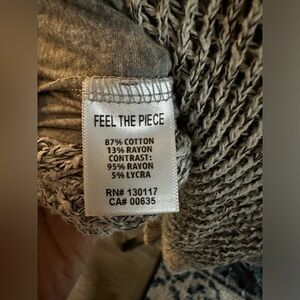 FEEL THE PIECE
87% COTTON
13% RAYON
CONTRAST:
95% RAYON
5% LYCRA
RN# 130117
CA# 00635